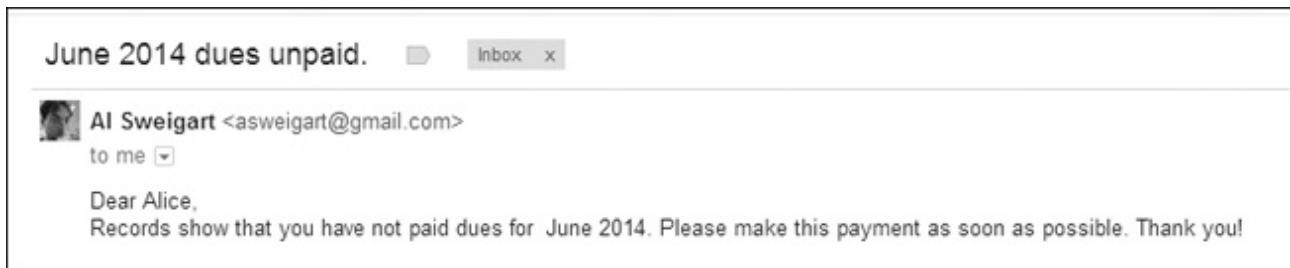 June 2014 dues unpaid. Inbox x
Al Sweigart <asweigart@gmail.com>
to me
Dear Alice,
Records show that you have not paid dues for  June 2014. Please make this payment as soon as possible. Thank you!